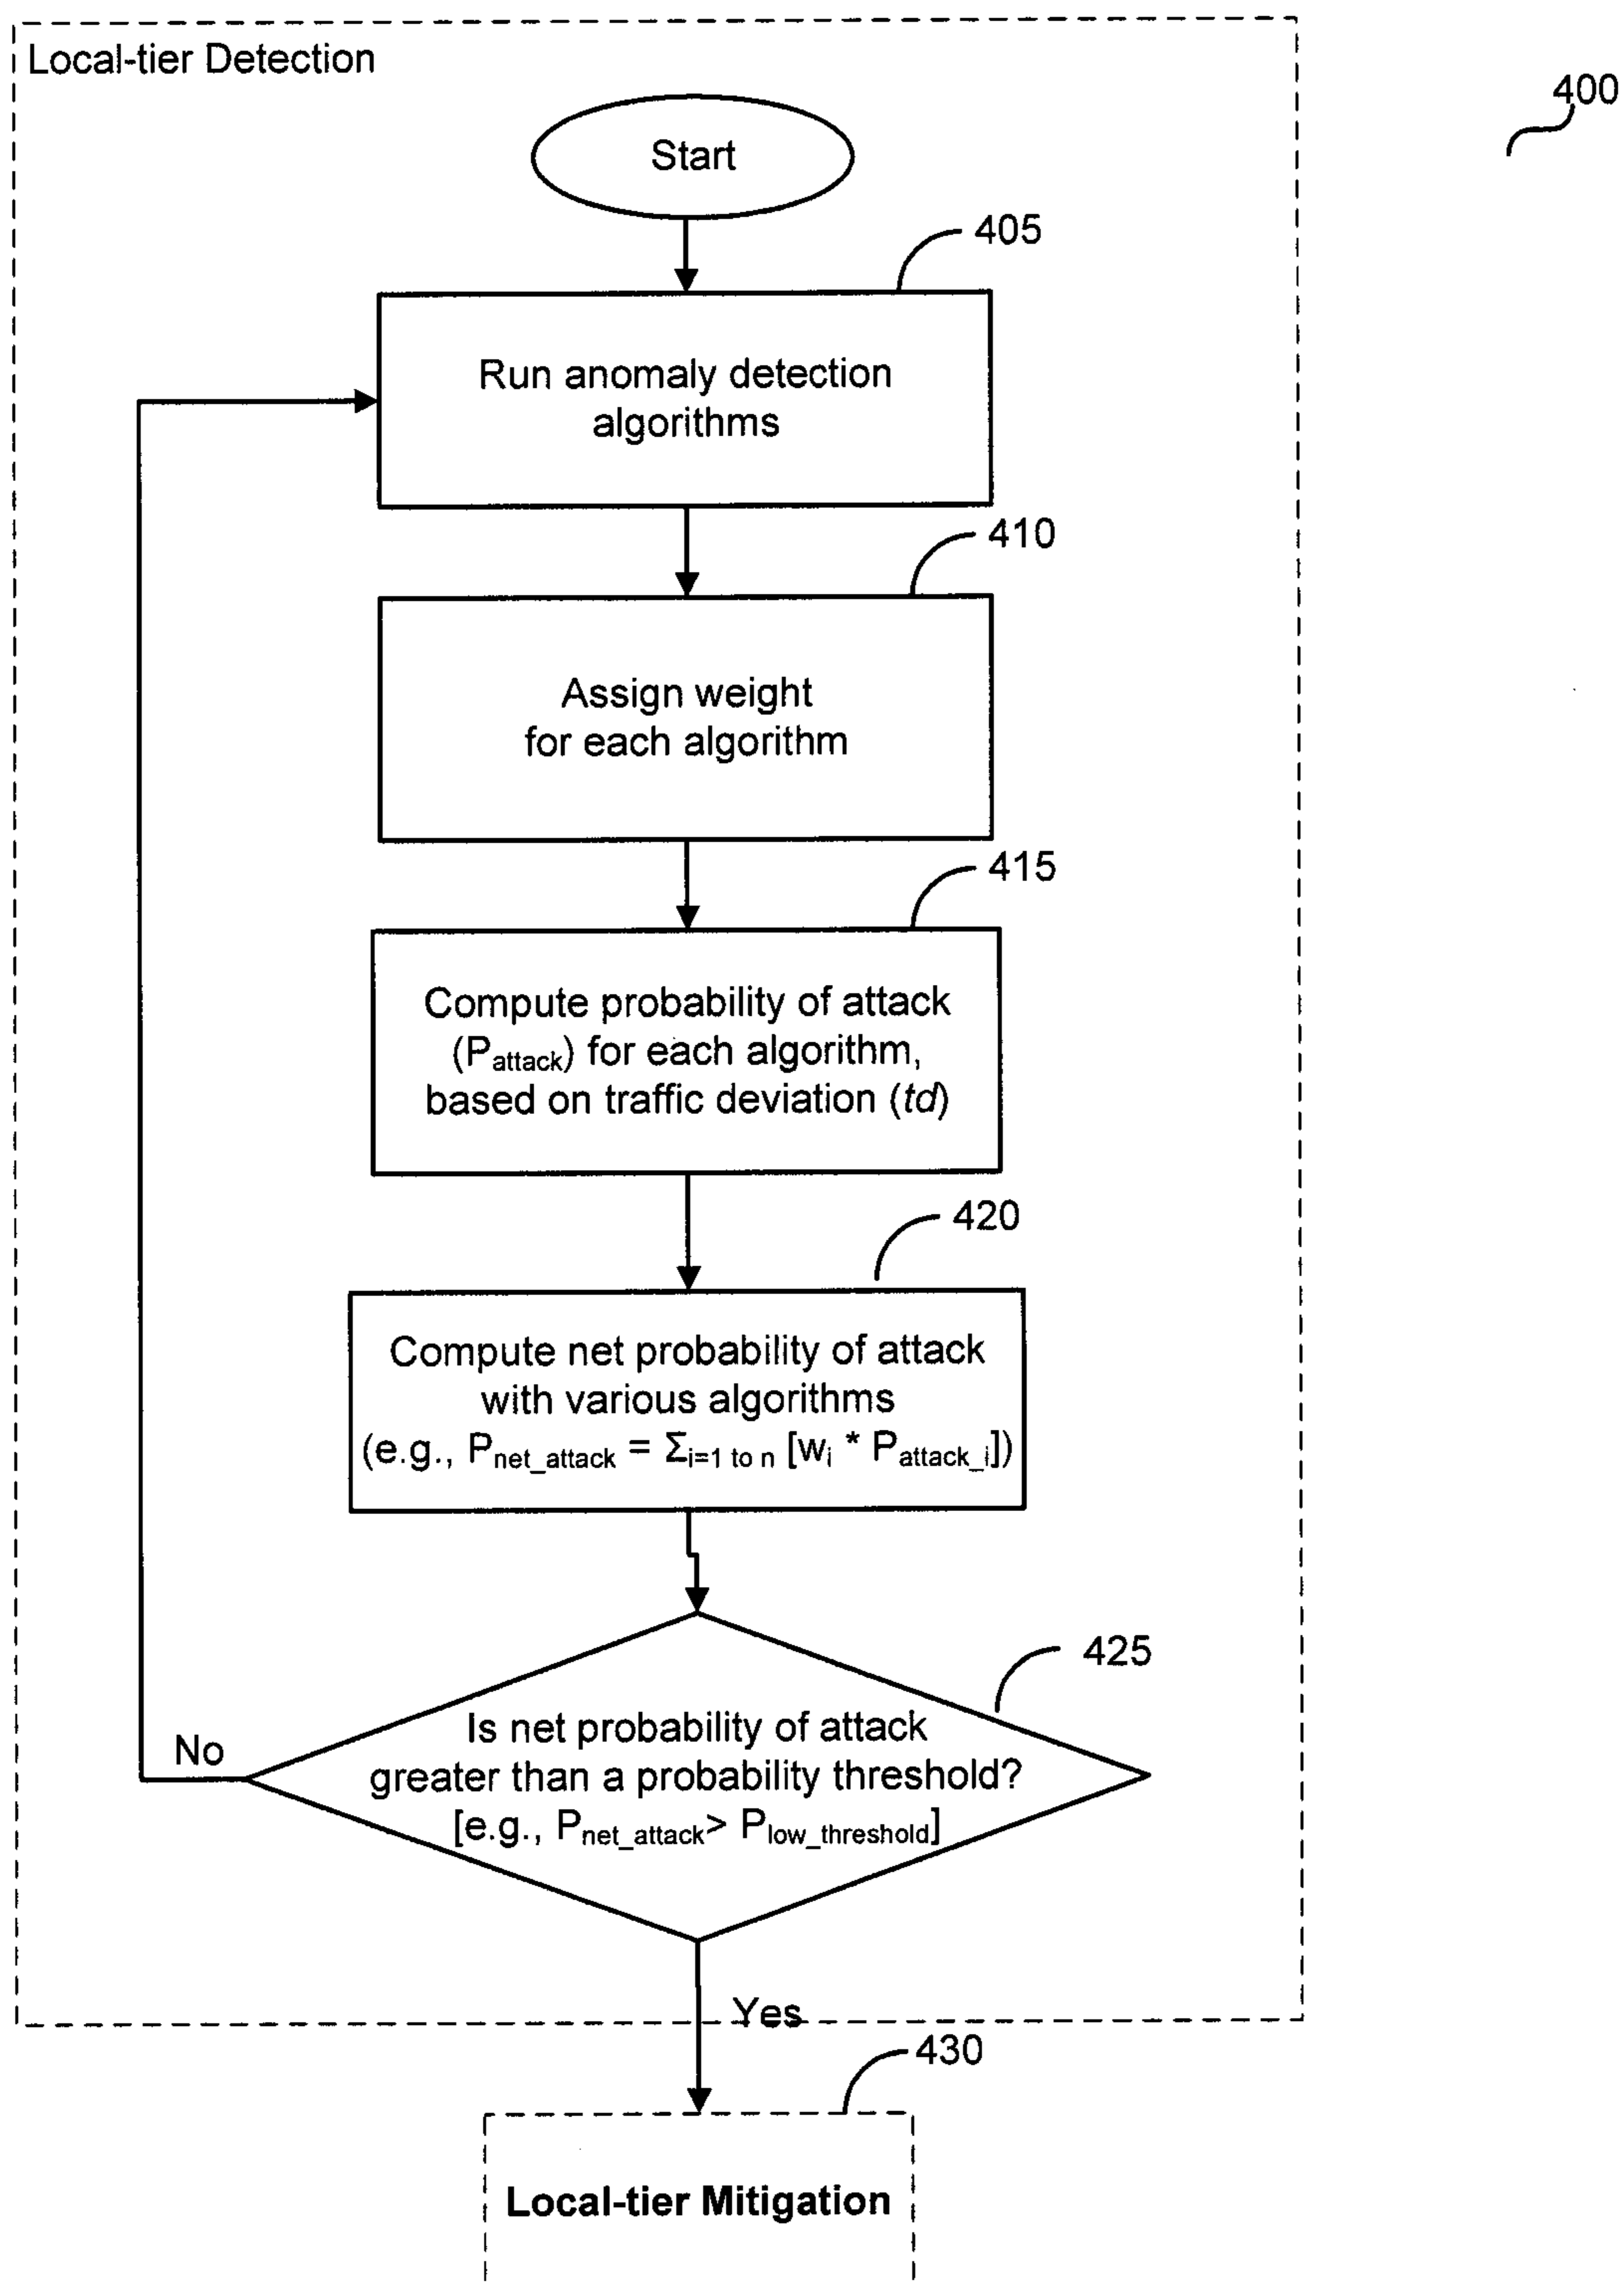 Local-tier Detection
400
Start
405
Run anomaly detection
algorithms
410
Assign weight
for each algorithm
415
Compute probability of attack
(Pattack) for each algorithm,
based on traffic deviation (td)
420
Compute net probability of attack
with various algorithms
(e.g., Pnet_attack = Σi=1 to n [wi * Pattack_i])
425
Is net probability of attack
greater than a probability threshold?
[e.g., Pnet_attack> Plow_threshold]
No
Yes
430
Local-tier Mitigation